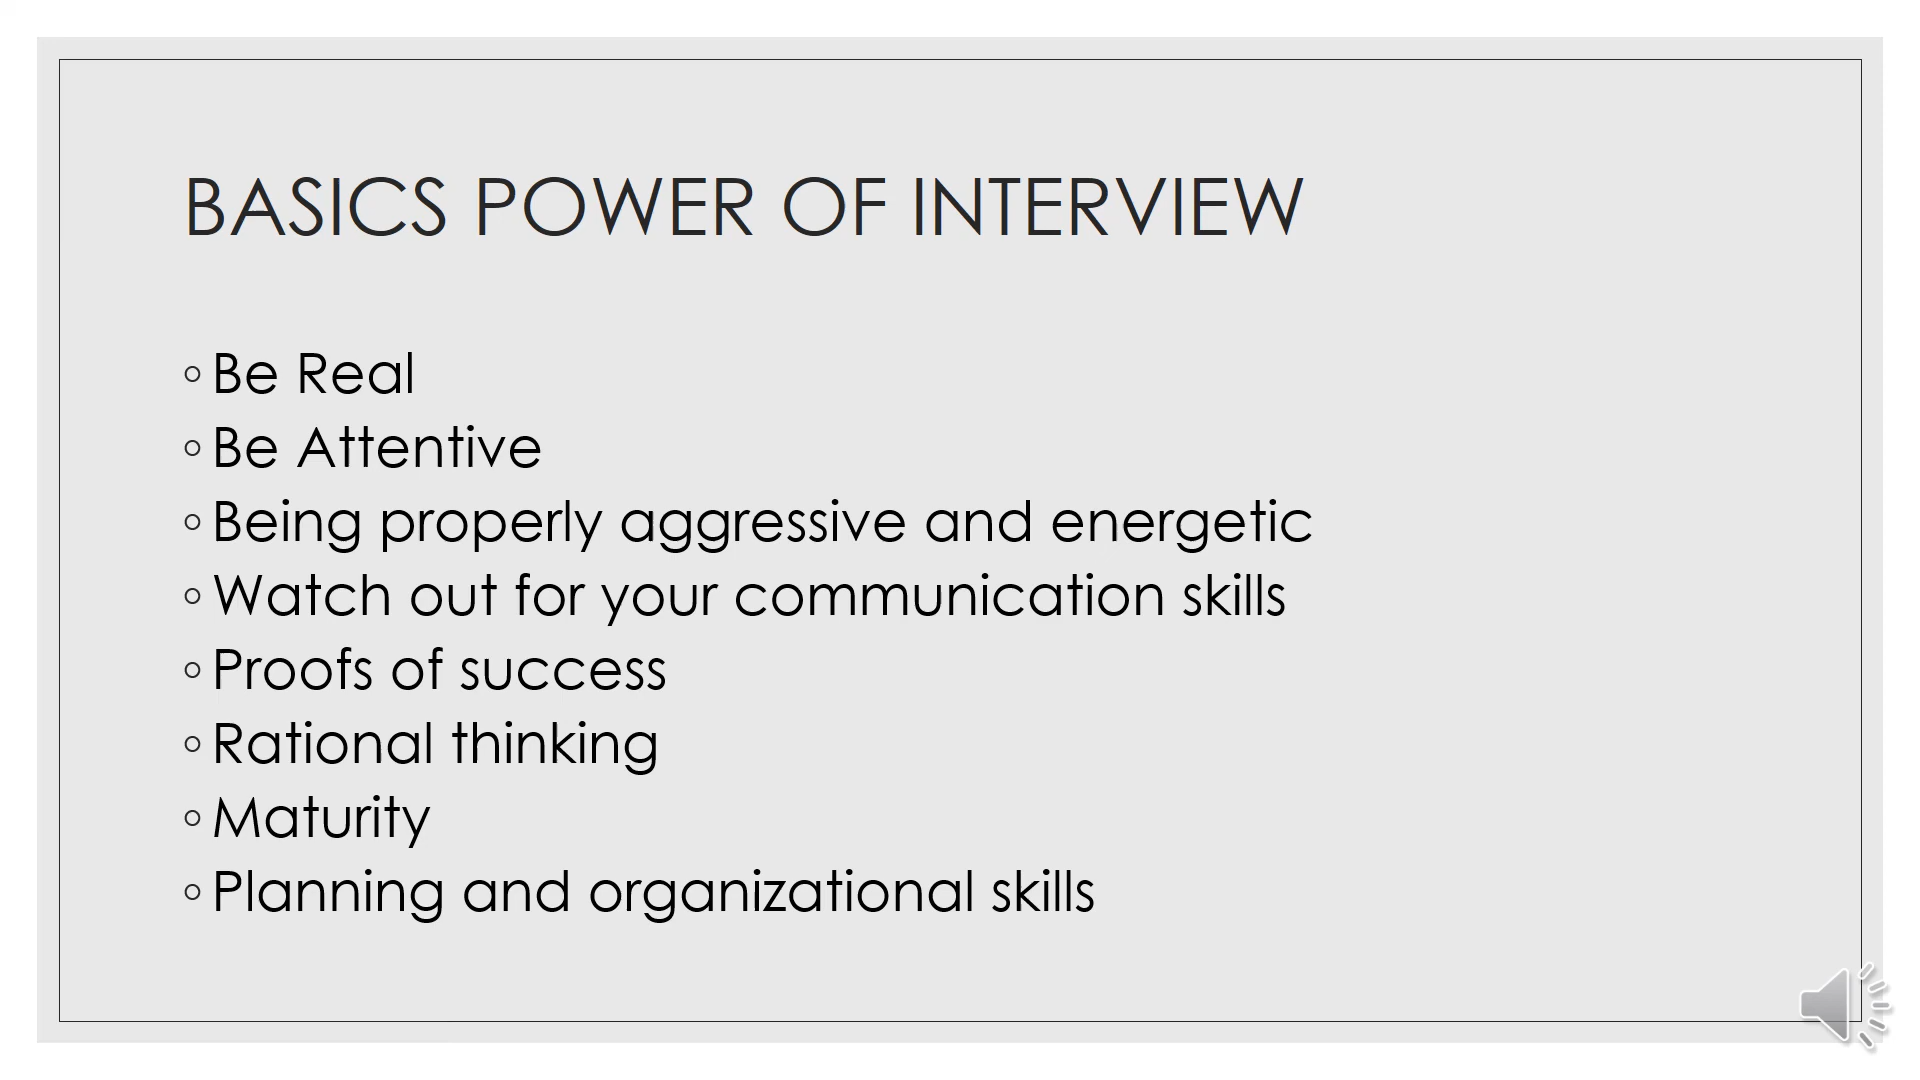 BASICS POWER OF INTERVIEW
◦Be Real
◦Be Attentive
◦Being properly aggressive and energetic
◦Watch out for your communication skills
◦Proofs of success
◦Rational thinking
◦Maturity
◦Planning and organizational skills